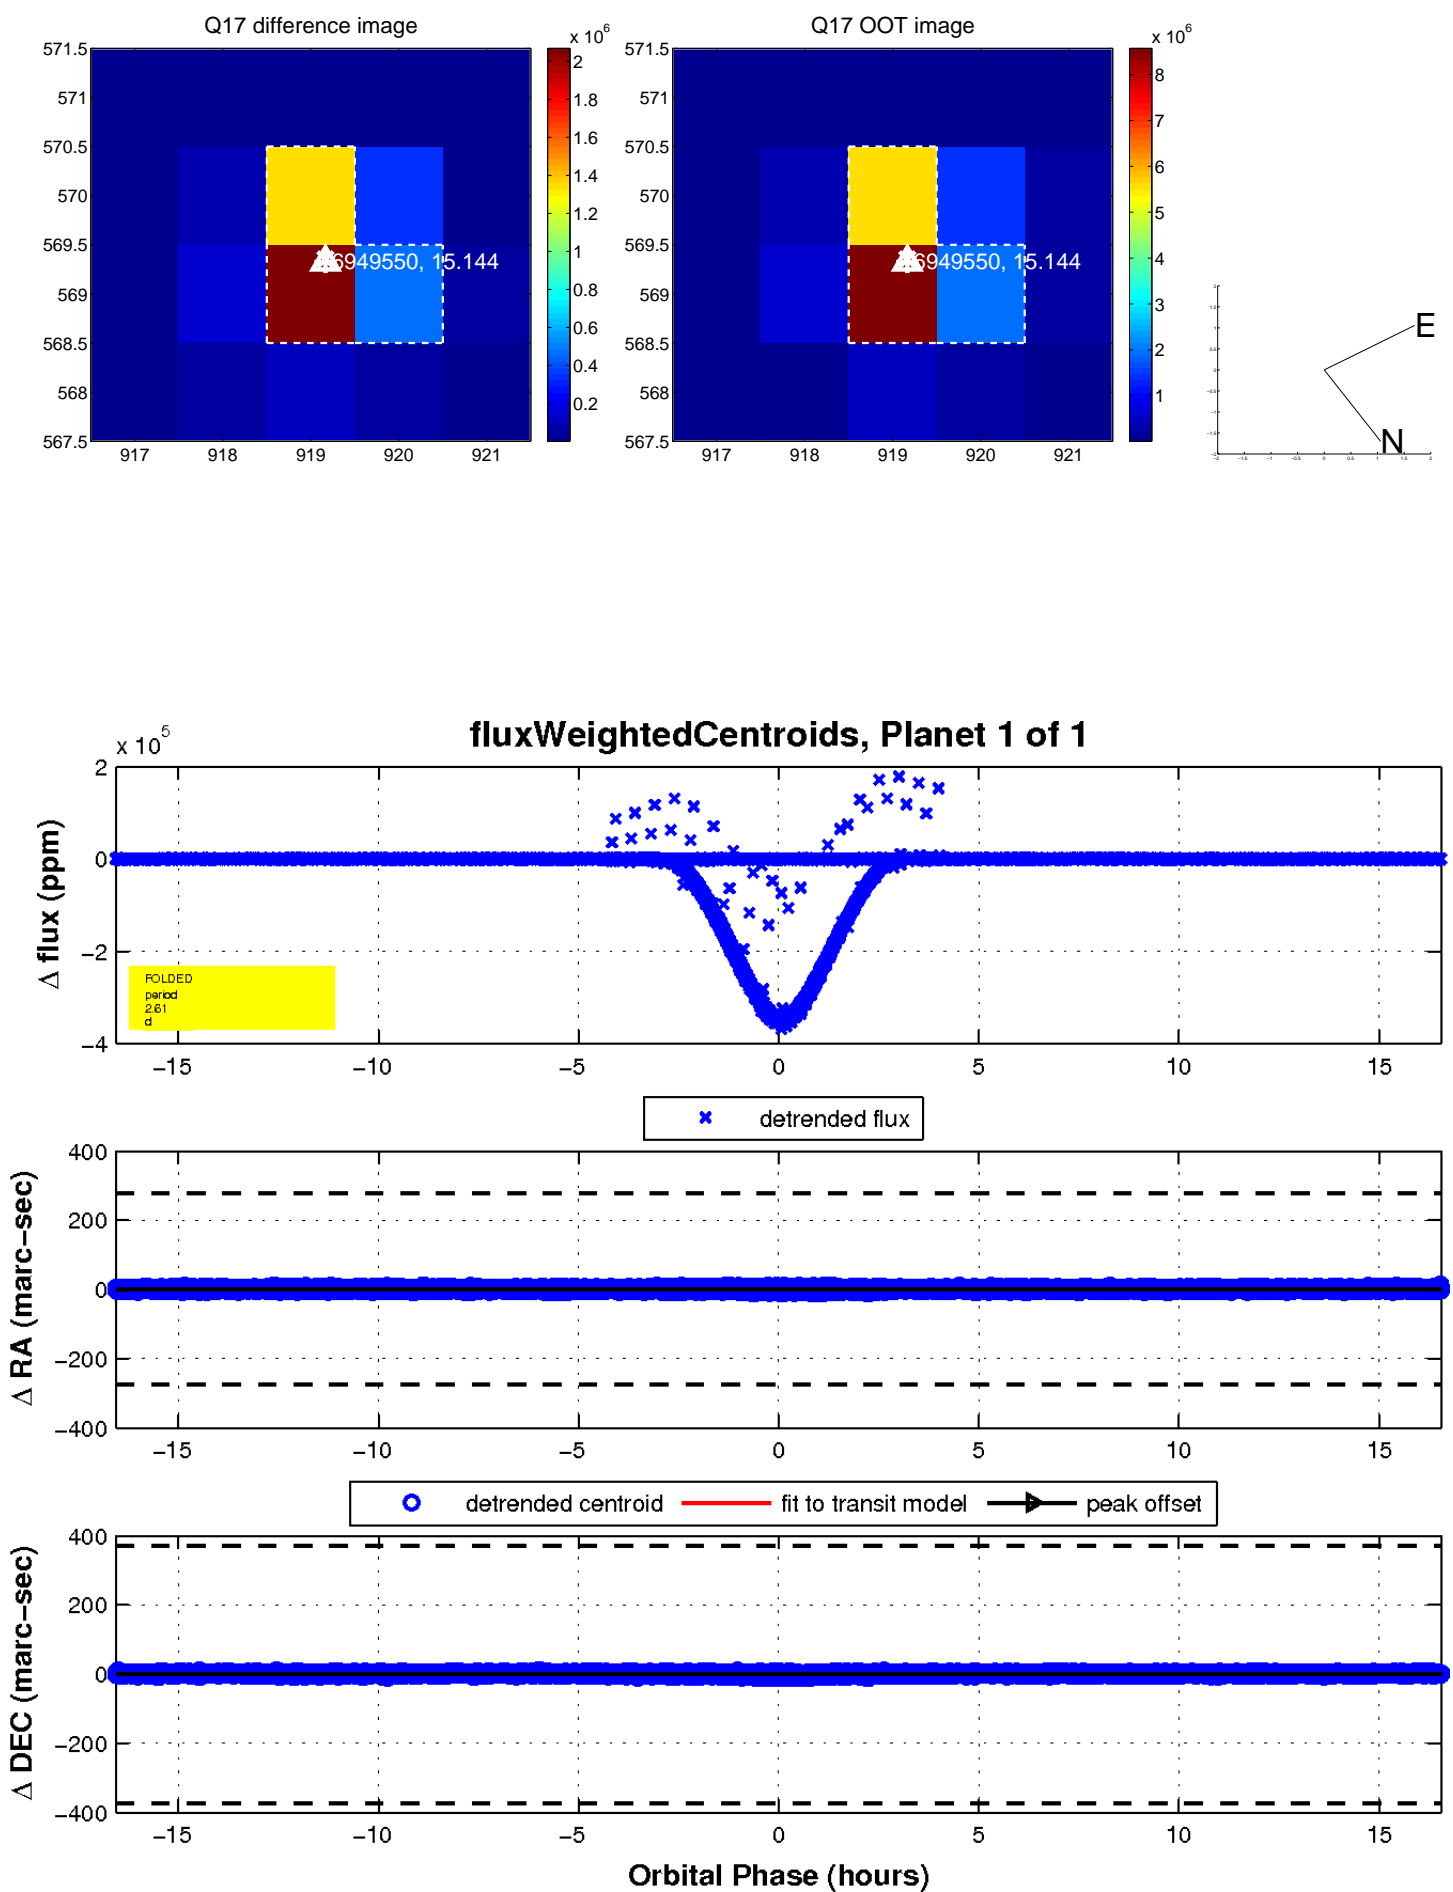 Q17 difference image
Q17 OOT image
x 10^6
x 10^6
571.5
571
570.5
570
569.5
569
568.5
568
567.5
917 918 919 920 921
2
1.8
1.6
1.4
1.2
1
0.8
0.6
0.4
0.2
6949550, 15.144
571.5
571
570.5
570
569.5
569
568.5
568
567.5
917 918 919 920 921
8
7
6
5
4
3
2
1
6949550, 15.144
E
N
fluxWeightedCentroids, Planet 1 of 1
x 10^5
Δ flux (ppm)
2
0
−2
−4
FOLDED
period
2.61
d
−15 −10 −5 0 5 10 15
detrended flux
Δ RA (marc−sec)
400
200
0
−200
−400
−15 −10 −5 0 5 10 15
detrended centroid fit to transit model peak offset
Δ DEC (marc−sec)
400
200
0
−200
−400
−15 −10 −5 0 5 10 15
Orbital Phase (hours)